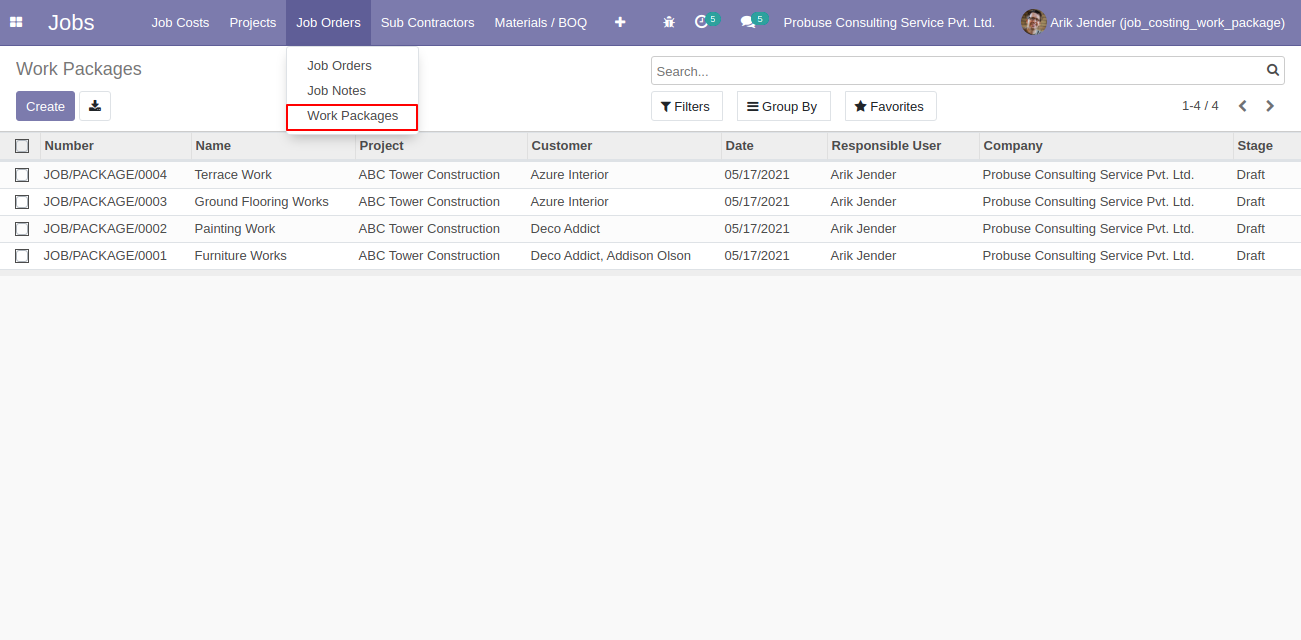 Jobs Job Costs Projects Job Orders Sub Contractors Materials / BOQ 5 5 Probuse Consulting Service Pvt. Ltd. Arik Jender (job_costing_work_package)
Job Orders
Job Notes
Work Packages
Work Packages
Search...
Create
Filters Group By Favorites 1-4 / 4
Number Name Project Customer Date Responsible User Company Stage
JOB/PACKAGE/0004 Terrace Work ABC Tower Construction Azure Interior 05/17/2021 Arik Jender Probuse Consulting Service Pvt. Ltd. Draft
JOB/PACKAGE/0003 Ground Flooring Works ABC Tower Construction Azure Interior 05/17/2021 Arik Jender Probuse Consulting Service Pvt. Ltd. Draft
JOB/PACKAGE/0002 Painting Work ABC Tower Construction Deco Addict 05/17/2021 Arik Jender Probuse Consulting Service Pvt. Ltd. Draft
JOB/PACKAGE/0001 Furniture Works ABC Tower Construction Deco Addict, Addison Olson 05/17/2021 Arik Jender Probuse Consulting Service Pvt. Ltd. Draft